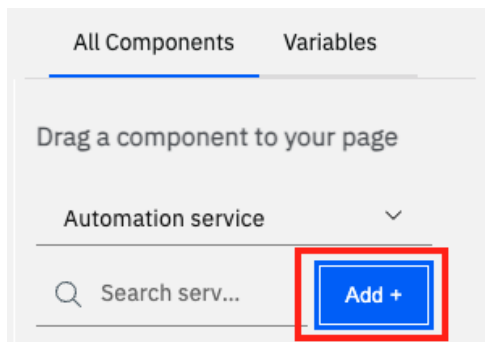 All Components Variables
Drag a component to your page
Automation service
Search serv... Add +